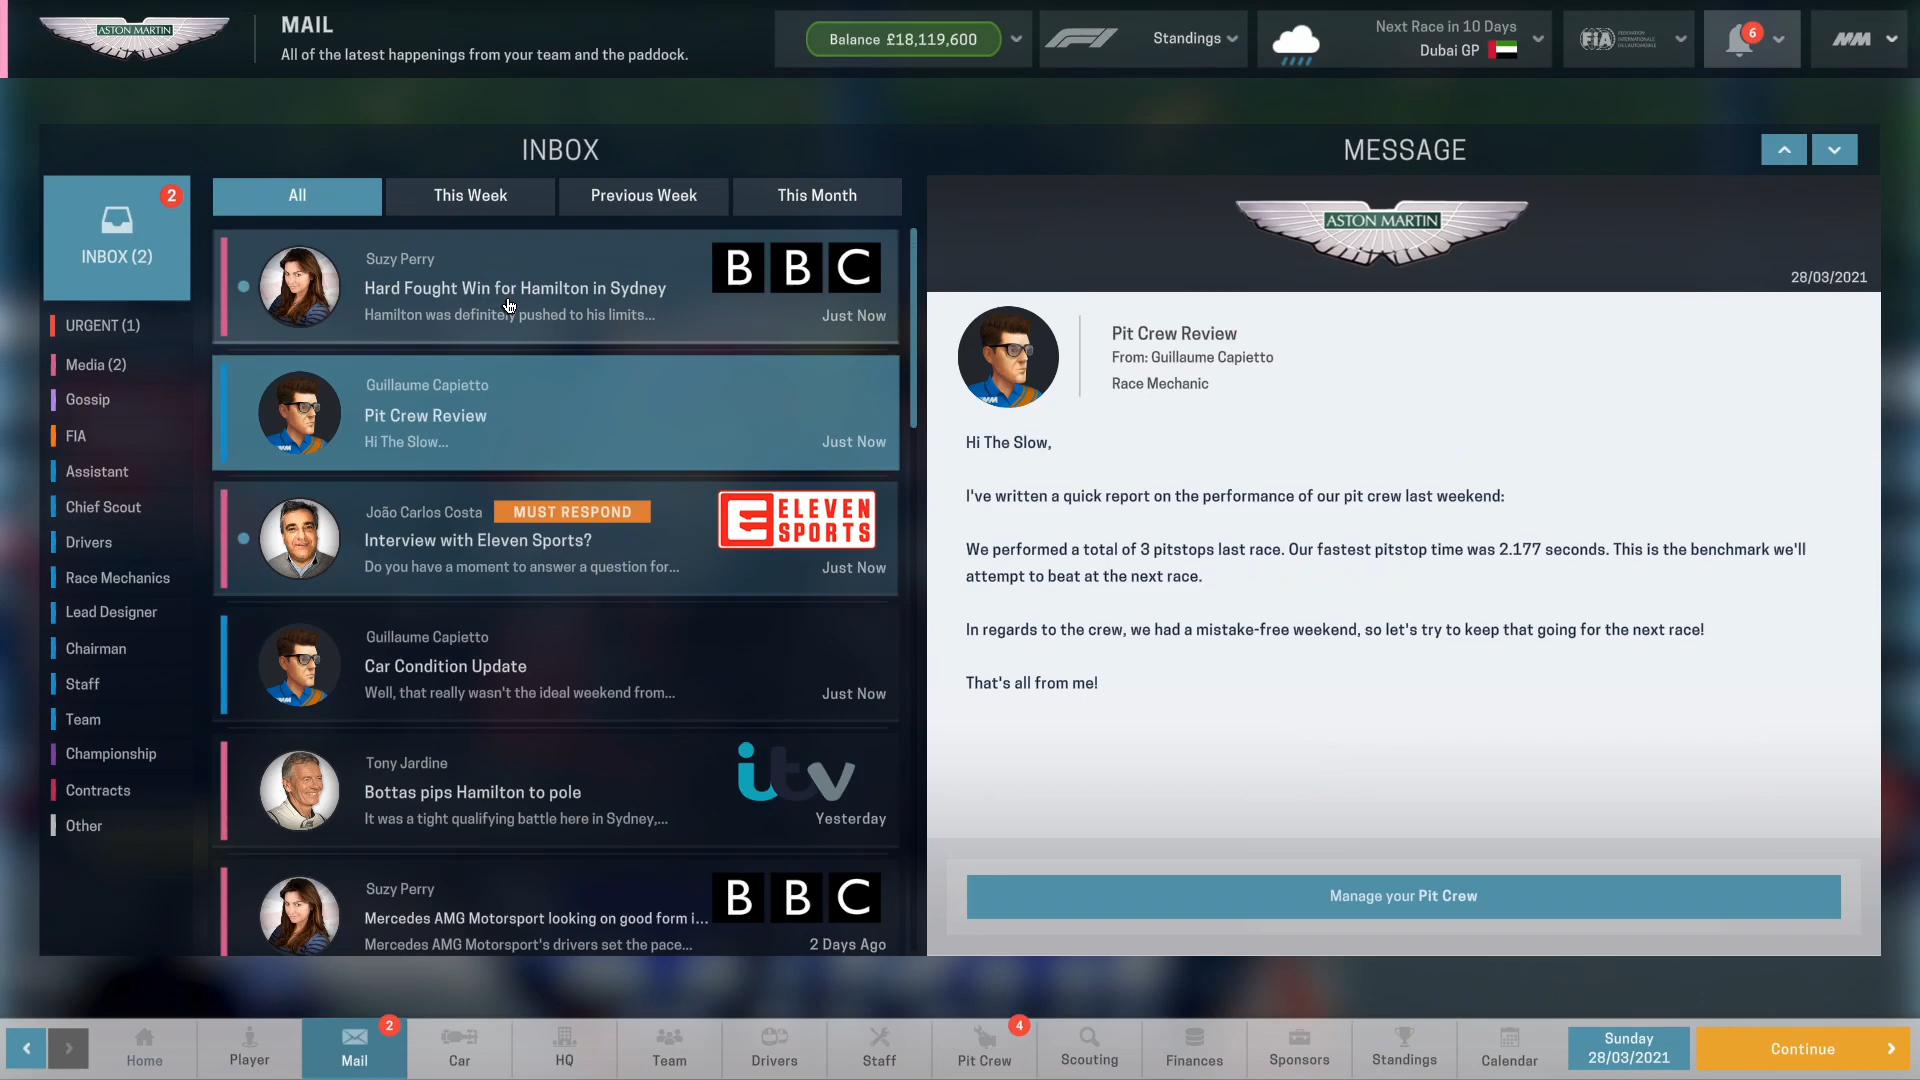 ASTON MARTIN
MAIL
All of the latest happenings from your team and the paddock.
Balance £18,119,600
Standings
Next Race in 10 Days
Dubai GP
FIA
6
INBOX
MESSAGE
2
INBOX (2)
URGENT (1)
Media (2)
Gossip
FIA
Assistant
Chief Scout
Drivers
Race Mechanics
Lead Designer
Chairman
Staff
Team
Championship
Contracts
Other
All
This Week
Previous Week
This Month
Suzy Perry
BBC
Hard Fought Win for Hamilton in Sydney
Hamilton was definitely pushed to his limits...
Just Now
Guillaume Capietto
Pit Crew Review
Hi The Slow...
Just Now
João Carlos Costa
MUST RESPOND
ELEVEN
SPORTS
Interview with Eleven Sports?
Do you have a moment to answer a question for...
Just Now
Guillaume Capietto
Car Condition Update
Well, that really wasn't the ideal weekend from...
Just Now
Tony Jardine
itv
Bottas pips Hamilton to pole
It was a tight qualifying battle here in Sydney,...
Yesterday
Suzy Perry
BBC
Mercedes AMG Motorsport looking on good form i...
Mercedes AMG Motorsport's drivers set the pace...
2 Days Ago
ASTON MARTIN
28/03/2021
Pit Crew Review
From: Guillaume Capietto
Race Mechanic
Hi The Slow,
I've written a quick report on the performance of our pit crew last weekend:
We performed a total of 3 pitstops last race. Our fastest pitstop time was 2.177 seconds. This is the benchmark we'll
attempt to beat at the next race.
In regards to the crew, we had a mistake-free weekend, so let's try to keep that going for the next race!
That's all from me!
Manage your Pit Crew
Home
Player
2
Mail
Car
HQ
Team
Drivers
Staff
4
Pit Crew
Scouting
Finances
Sponsors
Standings
Calendar
Sunday
28/03/2021
Continue